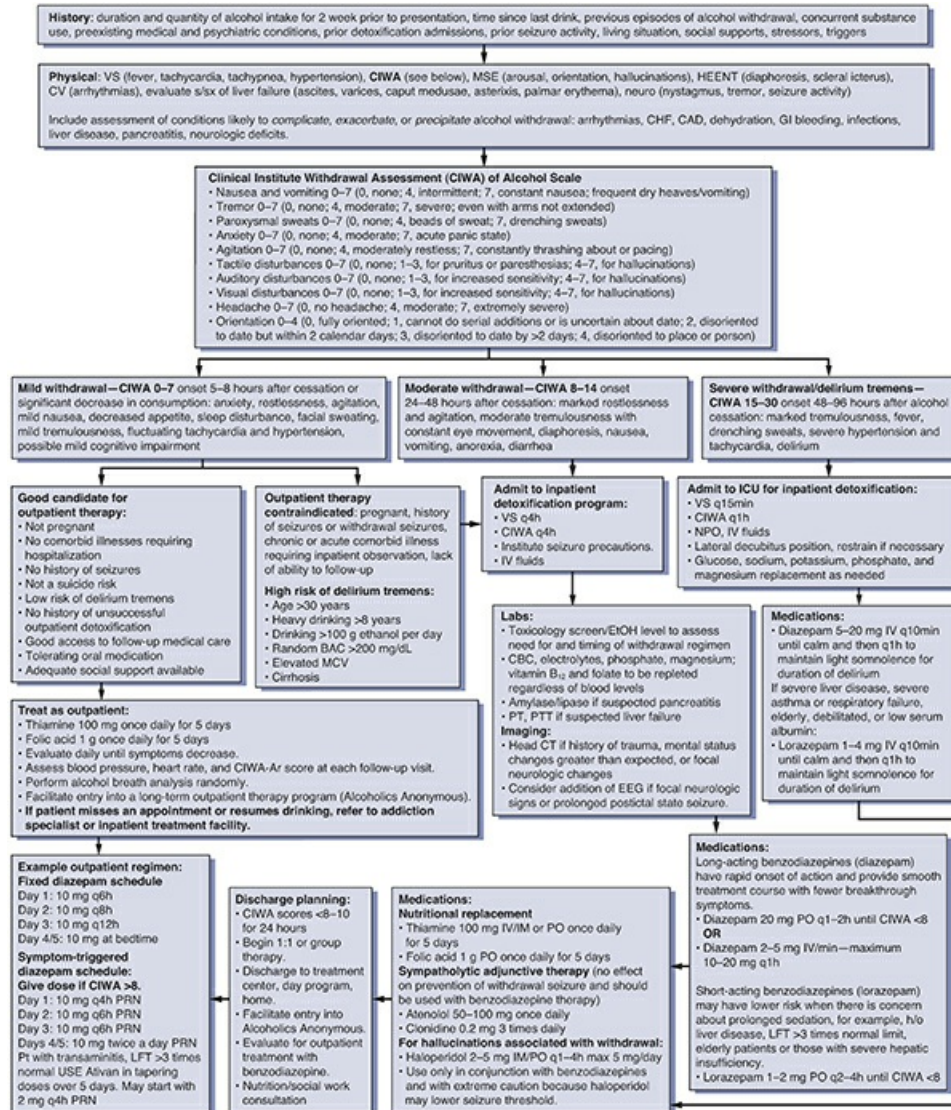 History: duration and quantity of alcohol intake for 2 week prior to presentation, time since last drink, previous episodes of alcohol withdrawal, concurrent substance
use, preexisting medical and psychiatric conditions, prior detoxification admissions, prior seizure activity, living situation, social supports, stressors, triggers
Physical: VS (fever, tachycardia, tachypnea, hypertension), CIWA (see below), MSE (arousal, orientation, hallucinations), HEENT (diaphoresis, scleral icterus),
CV (arrhythmias), evaluate s/sx of liver failure (ascites, varices, caput medusae, asterixis, palmar erythema), neuro (nystagmus, tremor, seizure activity)
Include assessment of conditions likely to complicate, exacerbate, or precipitate alcohol withdrawal: arrhythmias, CHF, CAD, dehydration, GI bleeding, infections,
liver disease, pancreatitis, neurologic deficits.
Clinical Institute Withdrawal Assessment (CIWA) of Alcohol Scale
• Nausea and vomiting 0–7 (0, none; 4, intermittent; 7, constant nausea; frequent dry heaves/vomiting)
• Tremor 0–7 (0, none; 4, moderate; 7, severe; even with arms not extended)
• Paroxysmal sweats 0–7 (0, none; 4, beads of sweat; 7, drenching sweats)
• Anxiety 0–7 (0, none; 4, moderate; 7, acute panic state)
• Agitation 0–7 (0, none; 4, moderately restless; 7, constantly thrashing about or pacing)
• Tactile disturbances 0–7 (0, none; 1–3, for pruritus or paresthesias; 4–7, for hallucinations)
• Auditory disturbances 0–7 (0, none; 1–3, for increased sensitivity; 4–7, for hallucinations)
• Visual disturbances 0–7 (0, none; 1–3, for increased sensitivity; 4–7, for hallucinations)
• Headache 0–7 (0, no headache; 4, moderate; 7, extremely severe)
• Orientation 0–4 (0, fully oriented; 1, cannot do serial additions or is uncertain about date; 2, disoriented
to date but within 2 calendar days; 3, disoriented to date by >2 days; 4, disoriented to place or person)
Mild withdrawal—CIWA 0–7 onset 5–8 hours after cessation or
significant decrease in consumption: anxiety, restlessness, agitation,
mild nausea, decreased appetite, sleep disturbance, facial sweating,
mild tremulousness, fluctuating tachycardia and hypertension,
possible mild cognitive impairment
Moderate withdrawal—CIWA 8–14 onset
24–48 hours after cessation: marked restlessness
and agitation, moderate tremulousness with
constant eye movement, diaphoresis, nausea,
vomiting, anorexia, diarrhea
Severe withdrawal/delirium tremens—
CIWA 15–30 onset 48–96 hours after alcohol
cessation: marked tremulousness, fever,
drenching sweats, severe hypertension and
tachycardia, delirium
Good candidate for
outpatient therapy:
• Not pregnant
• No comorbid illnesses requiring
hospitalization
• No history of seizures
• Not a suicide risk
• Low risk of delirium tremens
• No history of unsuccessful
outpatient detoxification
• Good access to follow-up medical care
• Tolerating oral medication
• Adequate social support available
Outpatient therapy
contraindicated: pregnant, history
of seizures or withdrawal seizures,
chronic or acute comorbid illness
requiring inpatient observation, lack
of ability to follow-up
High risk of delirium tremens:
• Age >30 years
• Heavy drinking >8 years
• Drinking >100 g ethanol per day
• Random BAC >200 mg/dL
• Elevated MCV
• Cirrhosis
Admit to inpatient
detoxification program:
• VS q4h
• CIWA q4h
• Institute seizure precautions.
• IV fluids
Admit to ICU for inpatient detoxification:
• VS q15min
• CIWA q1h
• NPO, IV fluids
• Lateral decubitus position, restrain if necessary
• Glucose, sodium, potassium, phosphate, and
magnesium replacement as needed
Labs:
• Toxicology screen/EtOH level to assess
need for and timing of withdrawal regimen
• CBC, electrolytes, phosphate, magnesium;
vitamin B12 and folate to be repleted
regardless of blood levels
• Amylase/lipase if suspected pancreatitis
• PT, PTT if suspected liver failure
Imaging:
• Head CT if history of trauma, mental status
changes greater than expected, or focal
neurologic changes
• Consider addition of EEG if focal neurologic
signs or prolonged postictal state seizure.
Medications:
• Diazepam 5–20 mg IV q10min
until calm and then q1h to
maintain light somnolence for
duration of delirium
If severe liver disease, severe
asthma or respiratory failure,
elderly, debilitated, or low serum
albumin:
• Lorazepam 1–4 mg IV q10min
until calm and then q1h to
maintain light somnolence for
duration of delirium
Treat as outpatient:
• Thiamine 100 mg once daily for 5 days
• Folic acid 1 g once daily for 5 days
• Evaluate daily until symptoms decrease.
• Assess blood pressure, heart rate, and CIWA-Ar score at each follow-up visit.
• Perform alcohol breath analysis randomly.
• Facilitate entry into a long-term outpatient therapy program (Alcoholics Anonymous).
• If patient misses an appointment or resumes drinking, refer to addiction
specialist or inpatient treatment facility.
Example outpatient regimen:
Fixed diazepam schedule
Day 1: 10 mg q6h
Day 2: 10 mg q8h
Day 3: 10 mg q12h
Day 4/5: 10 mg at bedtime
Symptom-triggered
diazepam schedule:
Give dose if CIWA >8.
Day 1: 10 mg q4h PRN
Day 2: 10 mg q6h PRN
Day 3: 10 mg q6h PRN
Days 4/5: 10 mg twice a day PRN
Pt with transaminitis, LFT >3 times
normal USE Ativan in tapering
doses over 5 days. May start with
2 mg q4h PRN
Discharge planning:
• CIWA scores <8–10
for 24 hours
• Begin 1:1 or group
therapy.
• Discharge to treatment
center, day program,
home.
• Facilitate entry into
Alcoholics Anonymous.
• Evaluate for outpatient
treatment with
benzodiazepine.
• Nutrition/social work
consultation
Medications:
Nutritional replacement
• Thiamine 100 mg IV/IM or PO once daily
for 5 days
• Folic acid 1 g PO once daily for 5 days
Sympatholytic adjunctive therapy (no effect
on prevention of withdrawal seizure and should
be used with benzodiazepine therapy)
• Atenolol 50–100 mg once daily
• Clonidine 0.2 mg 3 times daily
For hallucinations associated with withdrawal:
• Haloperidol 2–5 mg IM/PO q1–4h max 5 mg/day
• Use only in conjunction with benzodiazepines
and with extreme caution because haloperidol
may lower seizure threshold.
Medications:
Long-acting benzodiazepines (diazepam)
have rapid onset of action and provide smooth
treatment course with fewer breakthrough
symptoms.
• Diazepam 20 mg PO q1–2h until CIWA <8
OR
• Diazepam 2–5 mg IV/min—maximum
10–20 mg q1h
Short-acting benzodiazepines (lorazepam)
may have lower risk when there is concern
about prolonged sedation, for example, h/o
liver disease, LFT >3 times normal limit,
elderly patients or those with severe hepatic
insufficiency.
• Lorazepam 1–2 mg PO q2–4h until CIWA <8